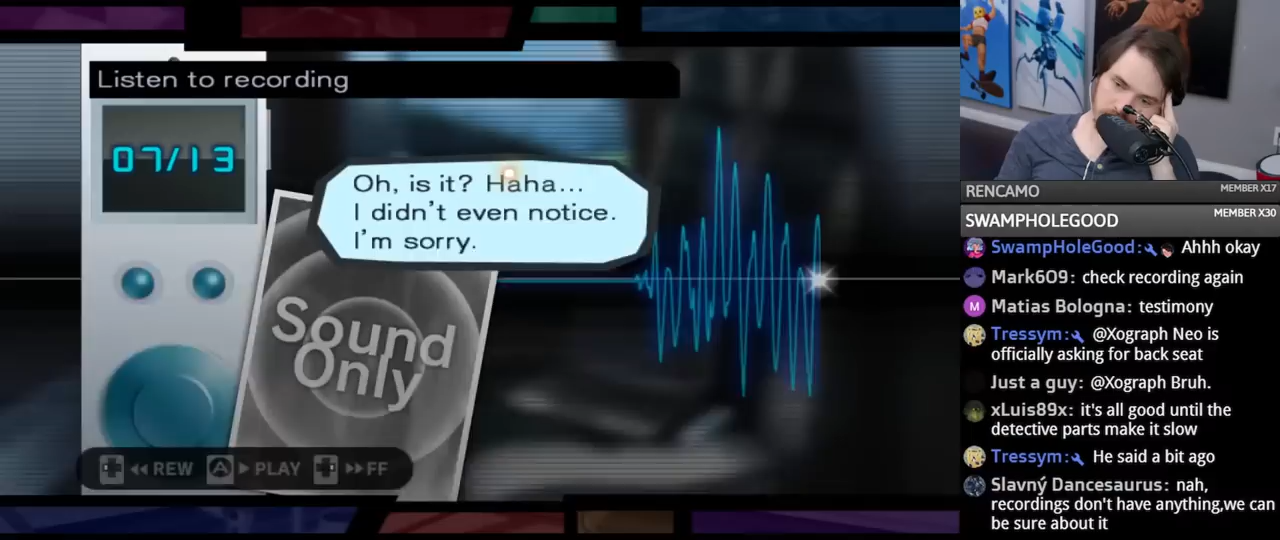 Listen to recording
07/13
Oh, is it? Haha...
I didn't even notice.
I'm sorry.
Sound
Only
◄◄ REW A ► PLAY ►► FF
RENCAMO MEMBER X17
SWAMPHOLEGOOD MEMBER X30
SwampHoleGood: Ahhh okay
Mark6O9: check recording again
M Matias Bologna: testimony
Tressym: @Xograph Neo is
officially asking for back seat
Just a guy: @Xograph Bruh.
xLuis89x: it's all good until the
detective parts make it slow
Tressym: He said a bit ago
Slavný Dancesaurus: nah,
recordings don't have anything,we can
be sure about it